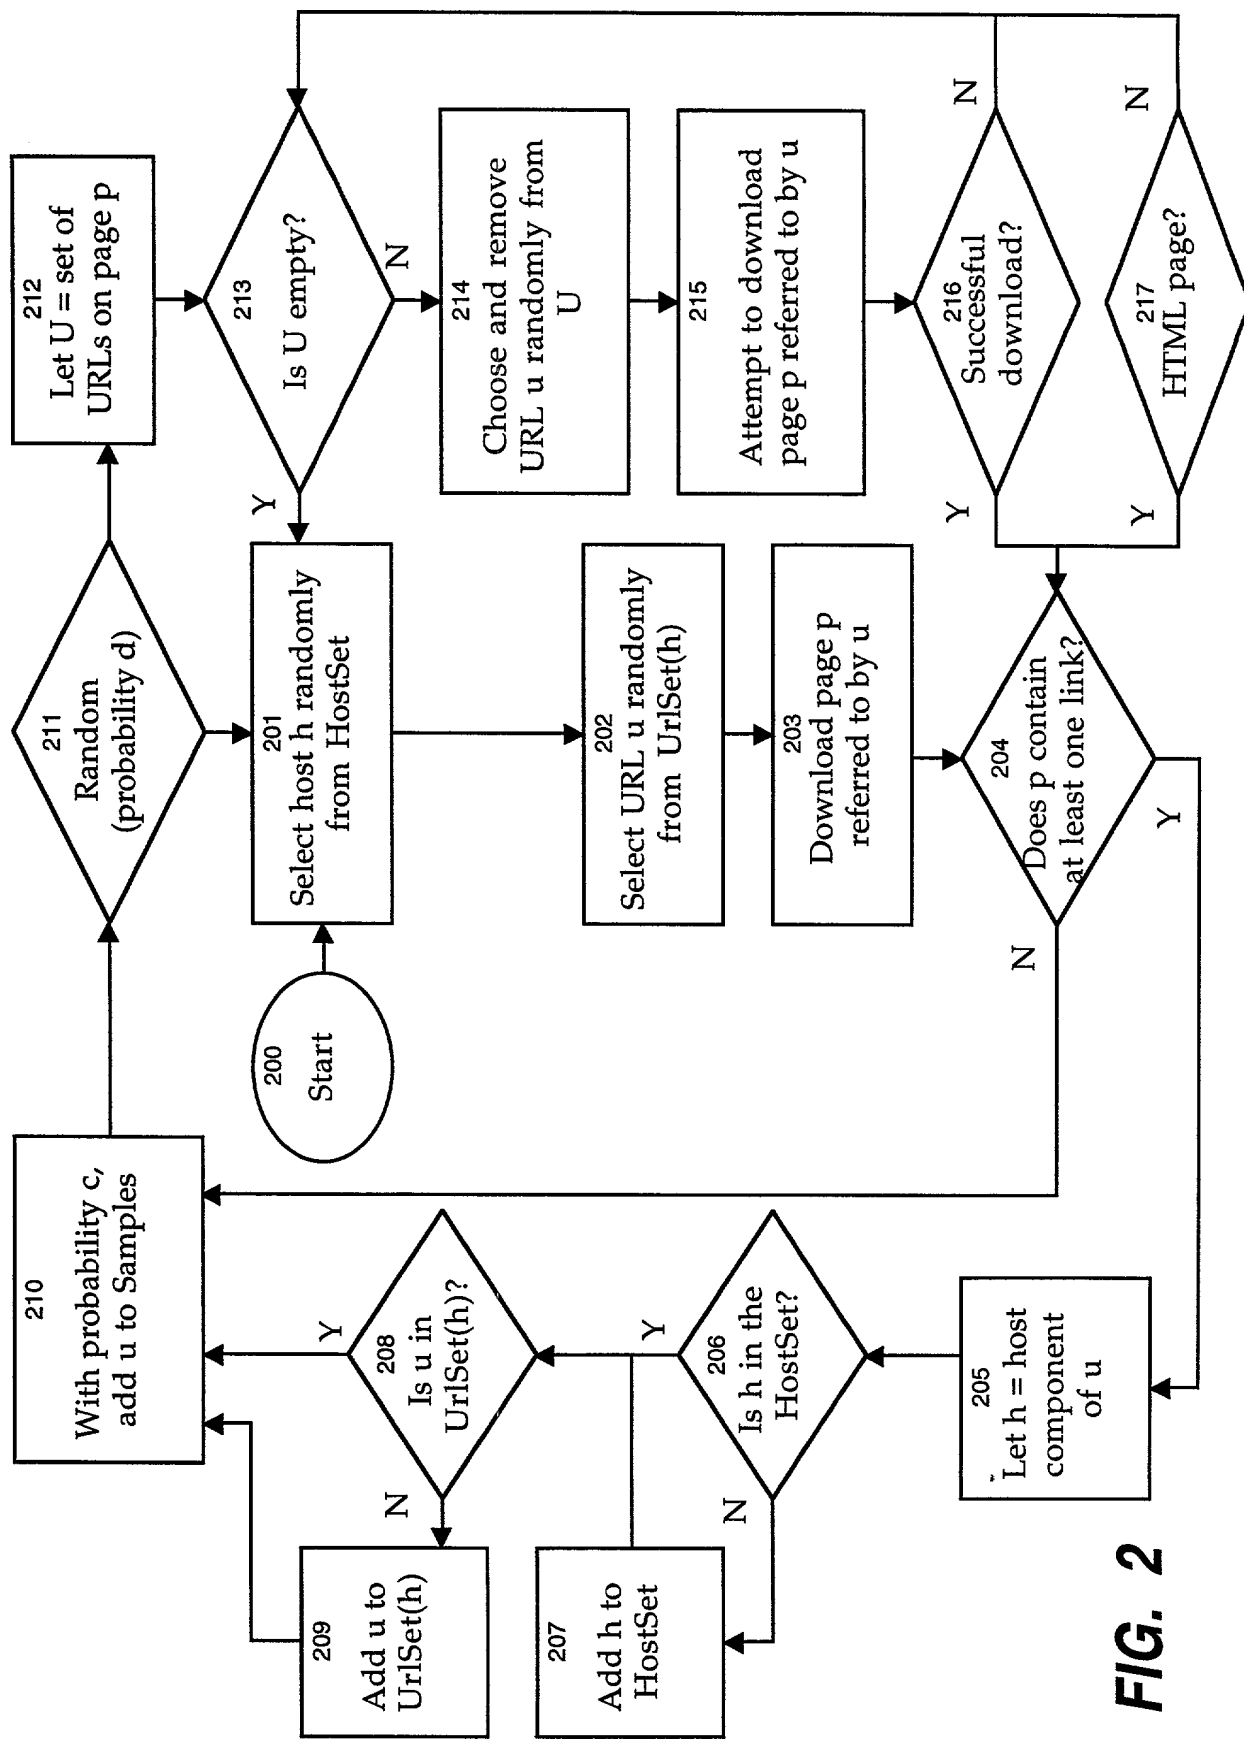 200
Start
201
Select host h randomly
from HostSet
202
Select URL u randomly
from UrlSet(h)
203
Download page p
referred to by u
204
Does p contain
at least one link?
N
Y
205
Let h = host
component
of u
206
Is h in the
HostSet?
Y
N
207
Add h to
HostSet
208
Is u in
UrlSet(h)?
Y
N
209
Add u to
UrlSet(h)
210
With probability c,
add u to Samples
211
Random
(probability d)
212
Let U = set of
URLs on page p
213
Is U empty?
Y
N
214
Choose and remove
URL u randomly from
U
215
Attempt to download
page p referred to by u
216
Successful
download?
Y
N
217
HTML page?
Y
N
FIG. 2